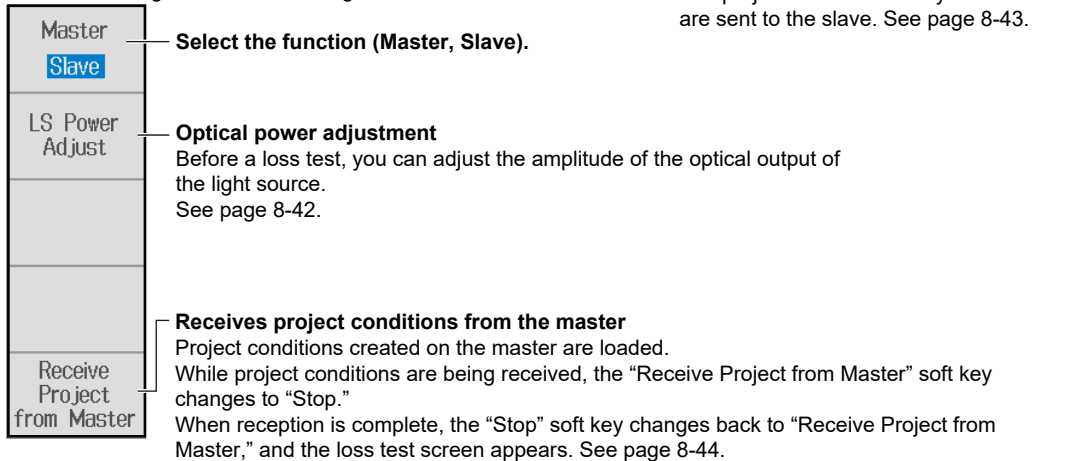 are sent to the slave. See page 8-43.
Master
Slave
Select the function (Master, Slave).
LS Power
Adjust
Optical power adjustment
Before a loss test, you can adjust the amplitude of the optical output of
the light source.
See page 8-42.
Receive
Project
from Master
Receives project conditions from the master
Project conditions created on the master are loaded.
While project conditions are being received, the “Receive Project from Master” soft key
changes to “Stop.”
When reception is complete, the “Stop” soft key changes back to “Receive Project from
Master,” and the loss test screen appears. See page 8-44.